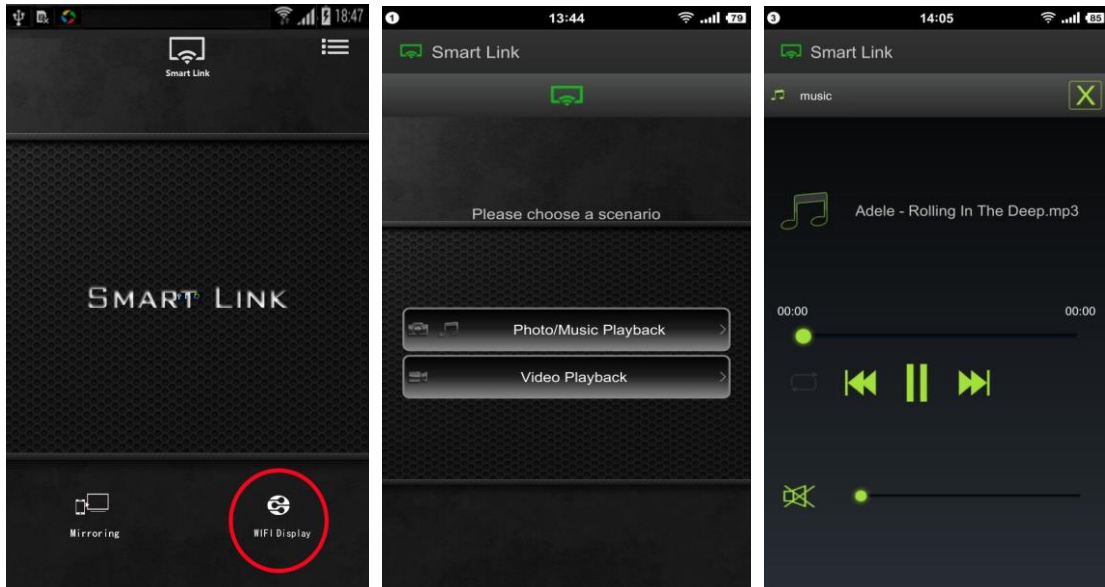 18:47
Smart Link
SMART LINK
Mirroring
WIFI Display
1 13:44 79
Smart Link
Please choose a scenario
Photo/Music Playback
Video Playback
3 14:05 85
Smart Link
music
X
Adele - Rolling In The Deep.mp3
00:00 00:00